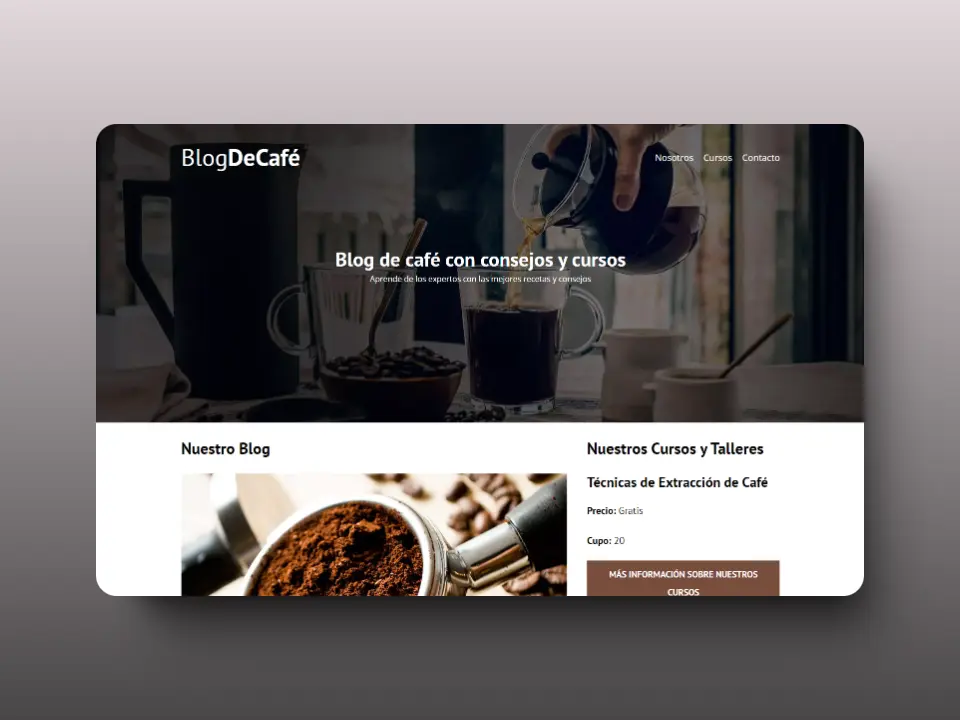 BlogDeCafé
Nosotros Cursos Contacto
Blog de café con consejos y cursos
Aprende de los expertos con las mejores recetas y consejos
Nuestro Blog
Nuestros Cursos y Talleres
Técnicas de Extracción de Café
Precio: Gratis
Cupo: 20
MÁS INFORMACIÓN SOBRE NUESTROS
CURSOS